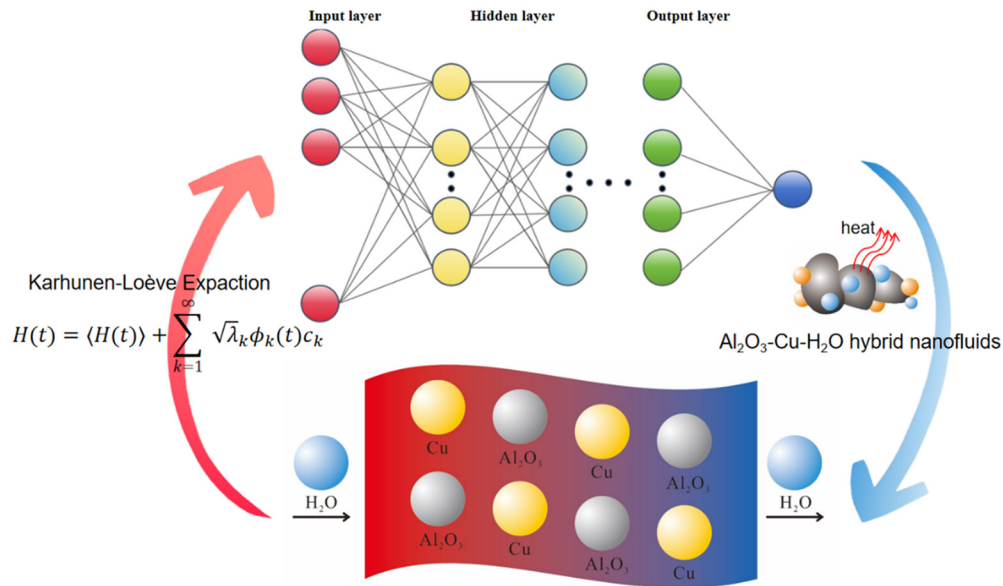 Input layer
Hidden layer
Output layer
heat
Karhunen-Loève Expaction
H(t) = ⟨H(t)⟩ + ∑_{k=1}^{∞} √λ_k ϕ_k(t)c_k
Al₂O₃-Cu-H₂O hybrid nanofluids
Cu
Al₂O₃
Cu
Al₂O₃
H₂O
H₂O
Al₂O₃
Cu
Al₂O₃
Cu